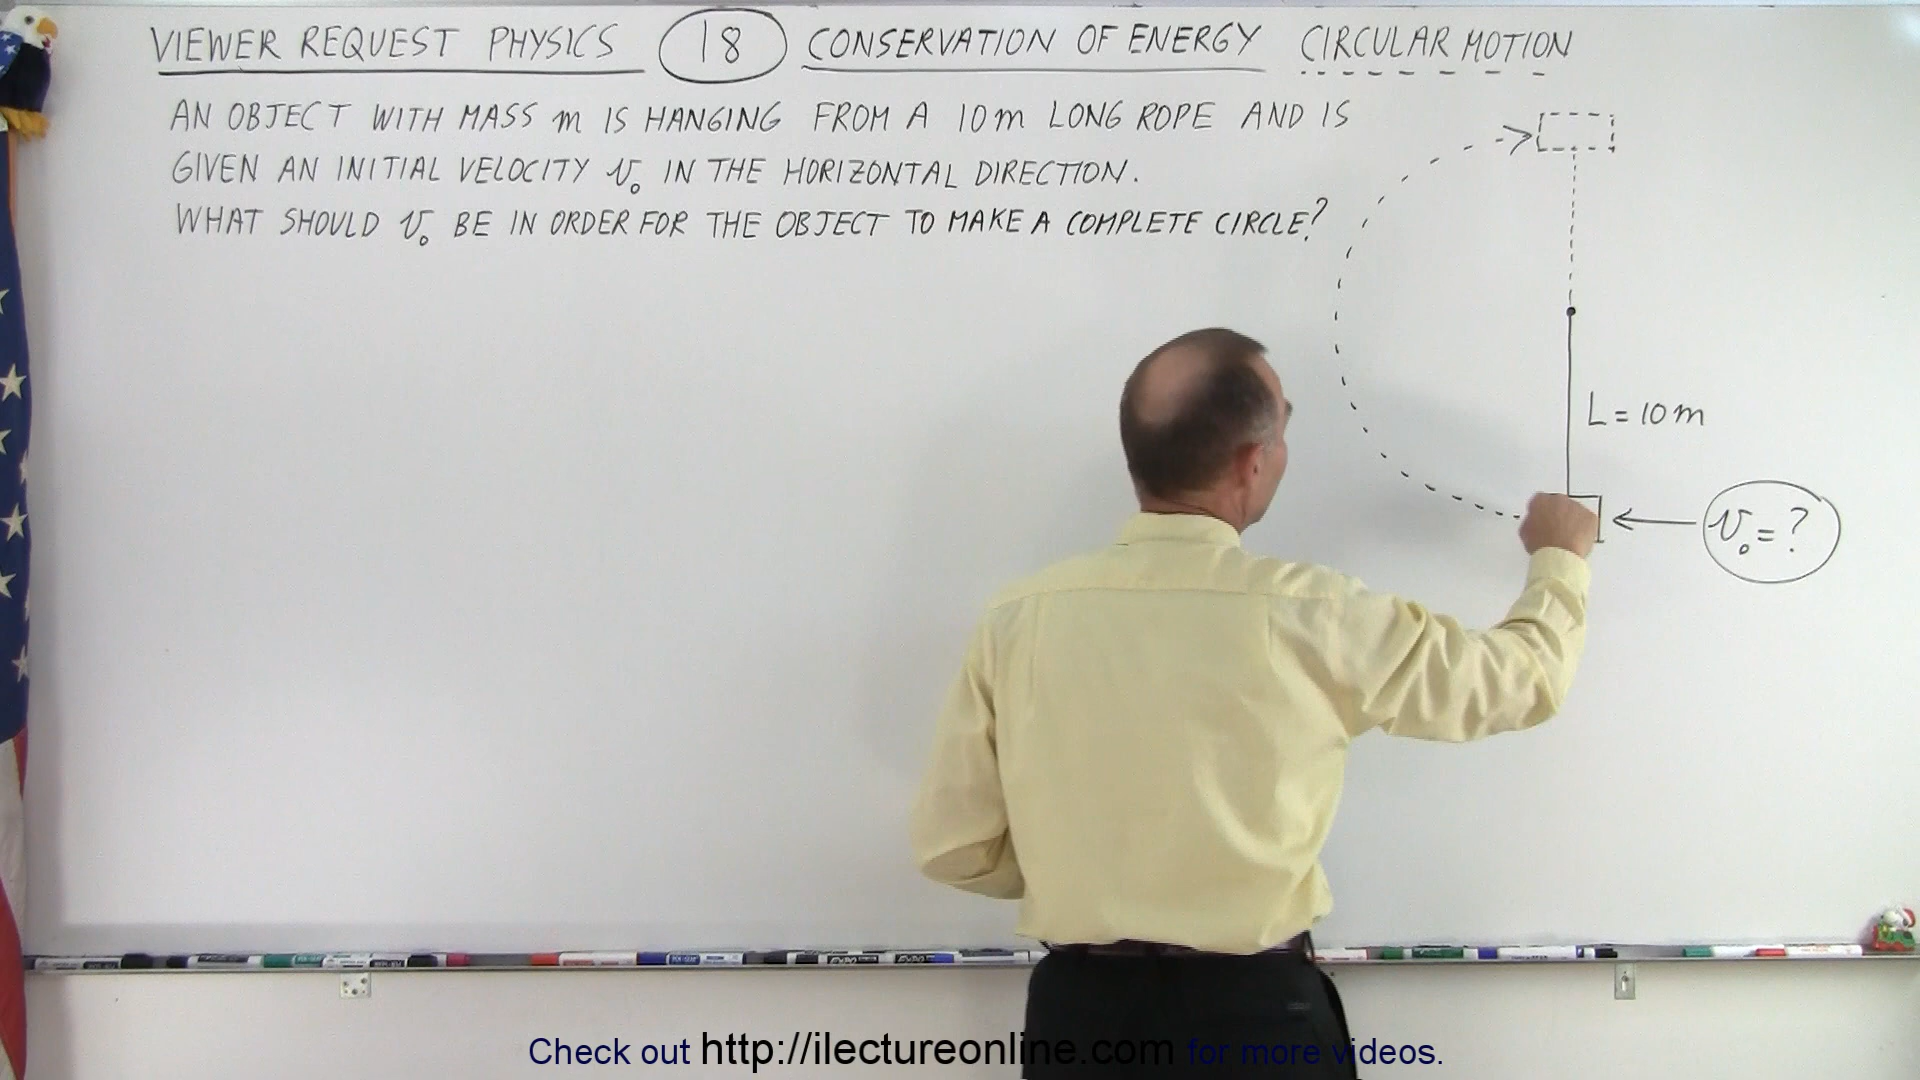 VIEWER REQUEST PHYSICS 18 CONSERVATION OF ENERGY CIRCULAR MOTION
AN OBJECT WITH MASS m IS HANGING FROM A 10m LONG ROPE AND IS
GIVEN AN INITIAL VELOCITY v₀ IN THE HORIZONTAL DIRECTION.
WHAT SHOULD v₀ BE IN ORDER FOR THE OBJECT TO MAKE A COMPLETE CIRCLE?
L = 10 m
v₀ = ?
Check out http://ilectureonline.com for more videos.